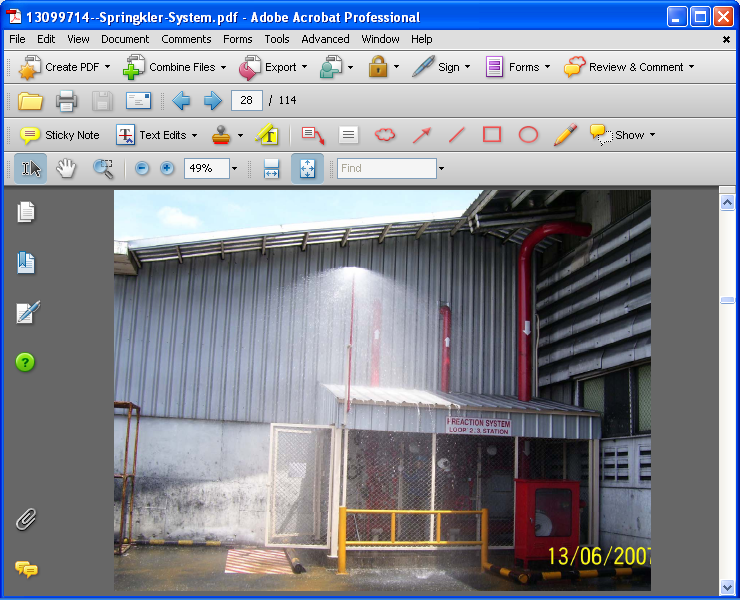 13099714--Springkler-System.pdf - Adobe Acrobat Professional
File Edit View Document Comments Forms Tools Advanced Window Help
Create PDF Combine Files Export Sign Forms Review & Comment
28 / 114
Sticky Note Text Edits T Show
49% Find
PREACTION SYSTEM
LOOP 2.3.STATION
13/06/2007